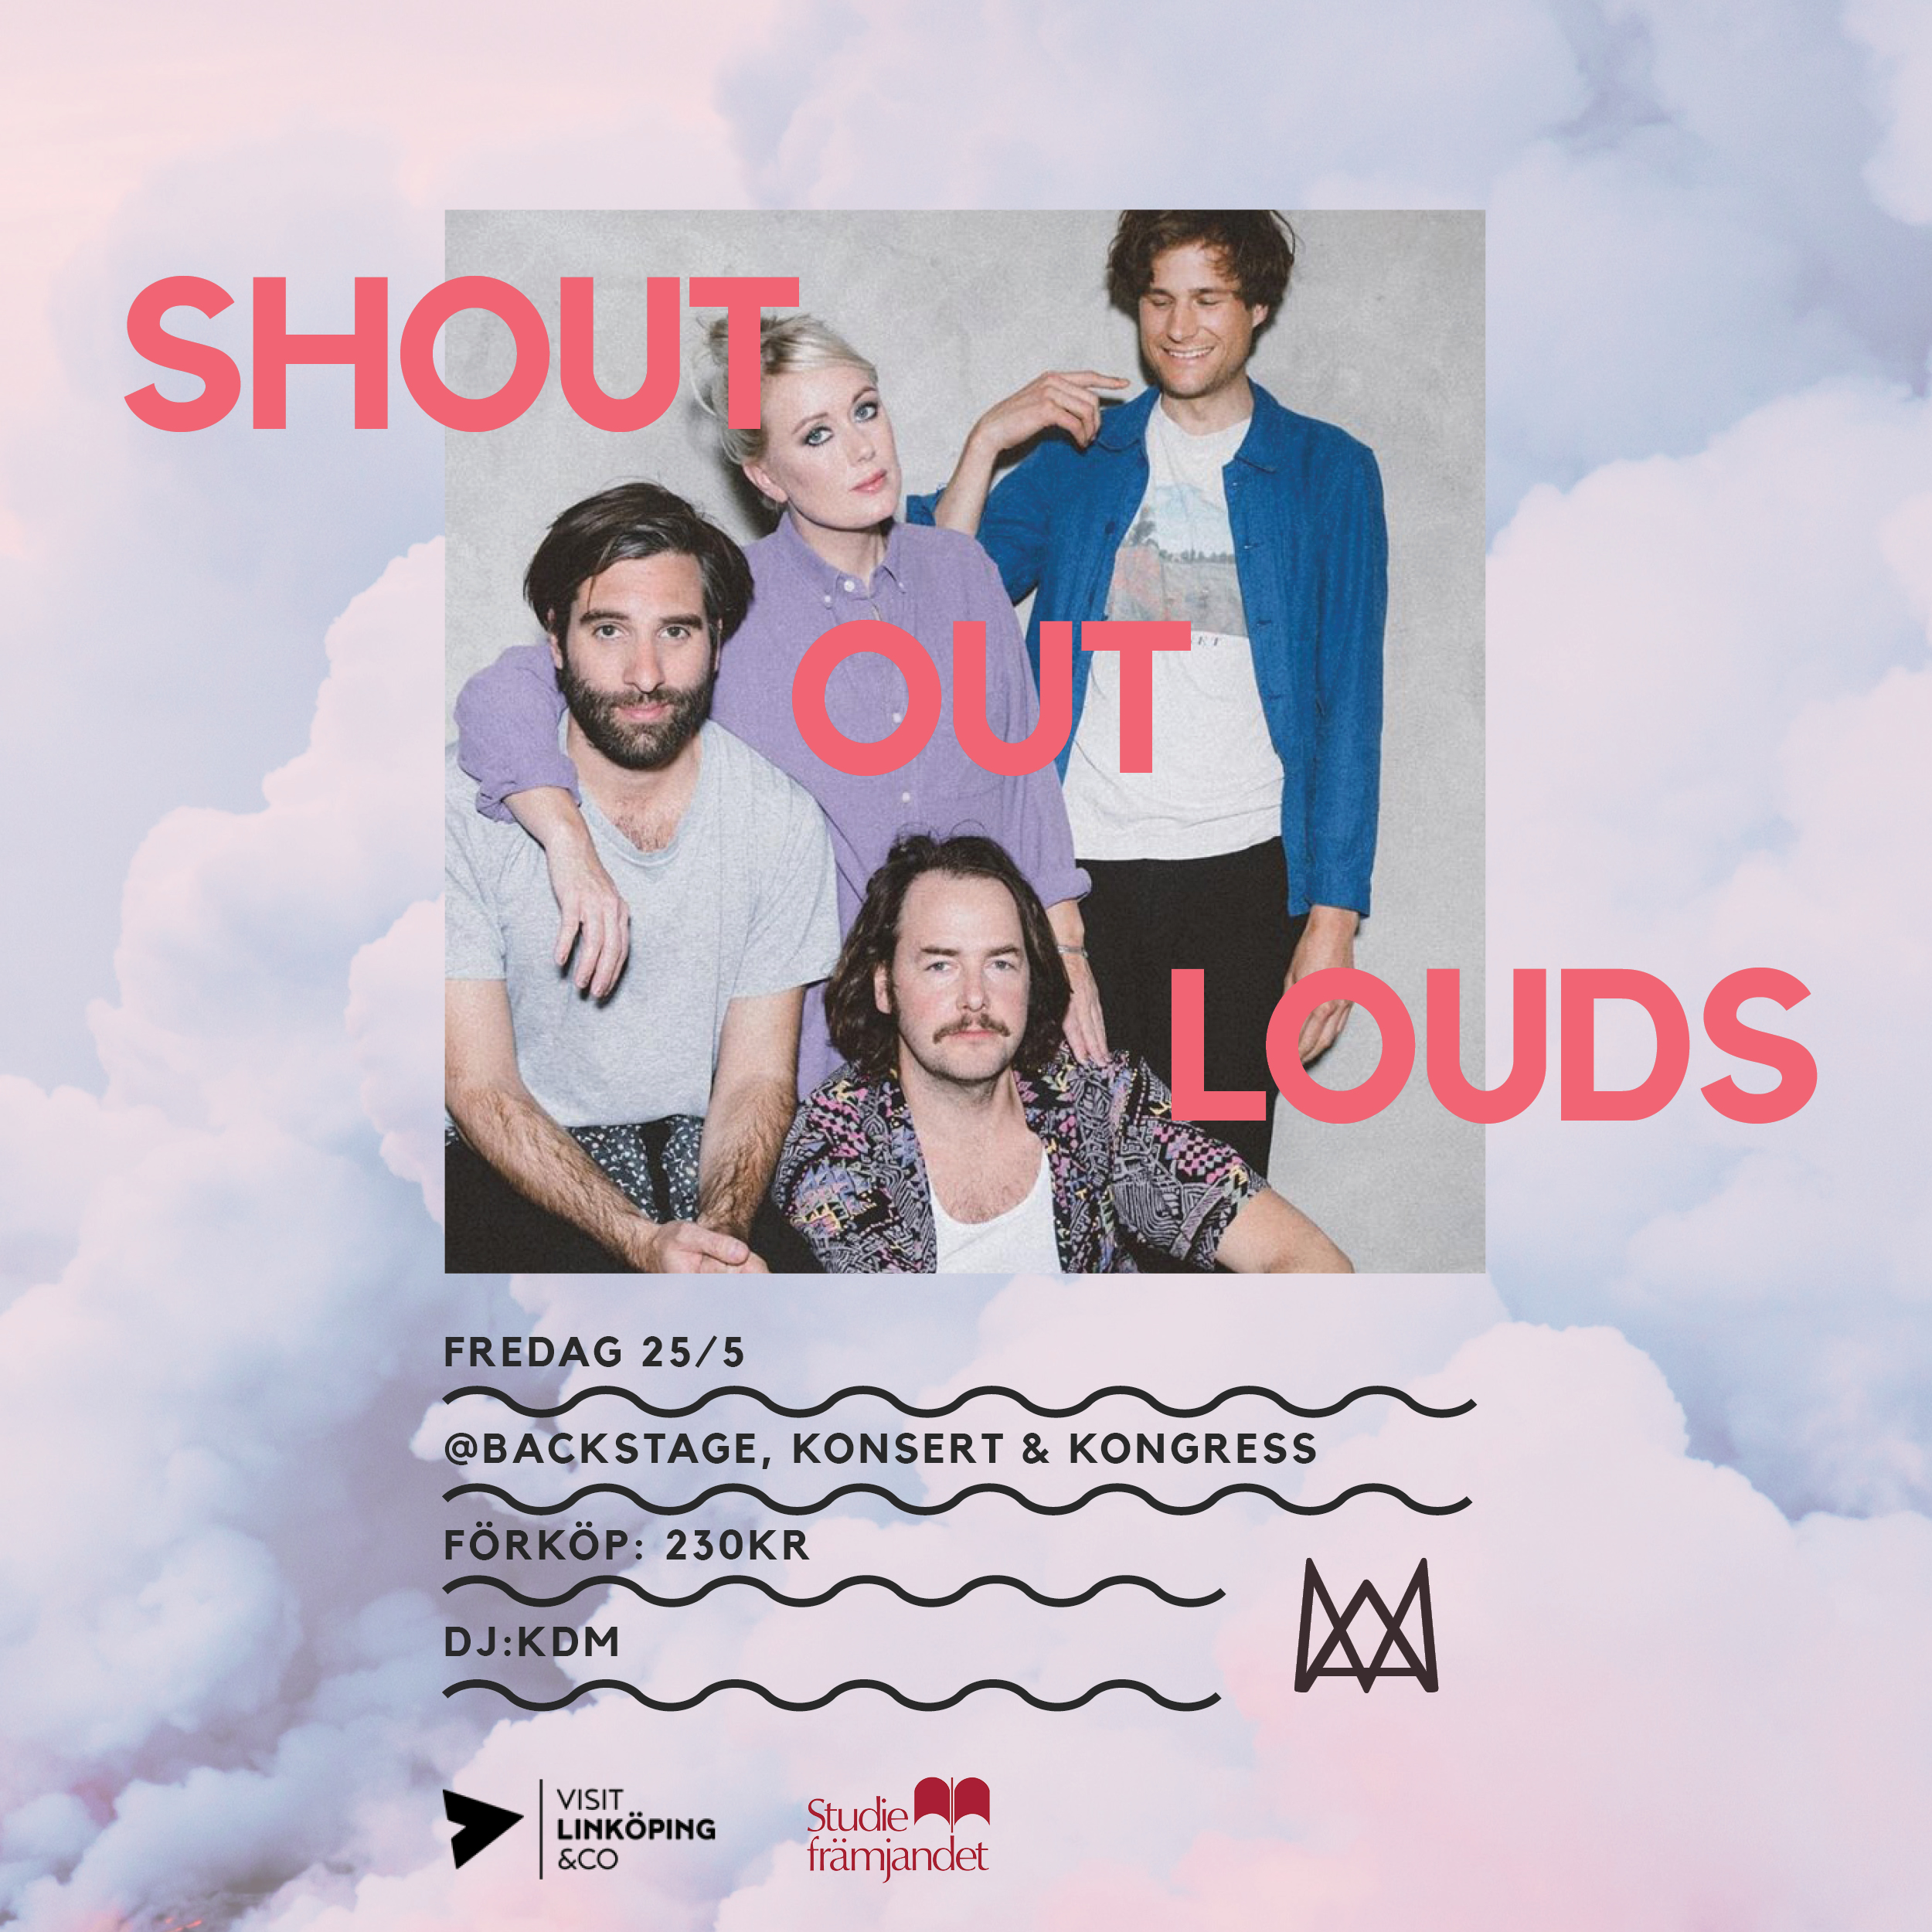 SHOUT
OUT
LOUDS
FREDAG 25/5
@BACKSTAGE, KONSERT & KONGRESS
FÖRKÖP: 230KR
DJ:KDM
VISIT
LINKÖPING
&CO
Studie
främjandet